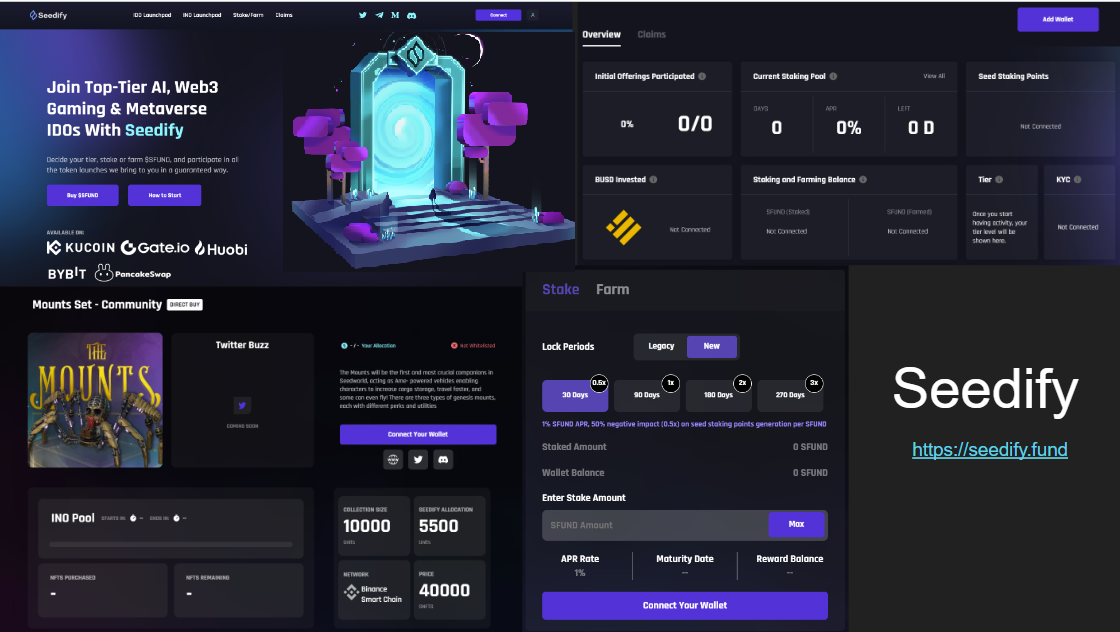 Seedify
IDO Launchpad INO Launchpad Stake/Farm Claims
Connect
Join Top-Tier AI, Web3
Gaming & Metaverse
IDOs With Seedify
Decide your tier, stake or farm $SFUND, and participate in all
the token launches we bring to you in a guaranteed way.
Buy $SFUND How to Start
AVAILABLE ON:
KUCOIN Gate.io Huobi
BYBIT PancakeSwap
Add Wallet
Overview Claims
Initial Offerings Participated
0% 0/0
Current Staking Pool View All
DAYS APR LEFT
0 0% 0 D
Seed Staking Points
Not Connected
BUSD Invested
Not Connected
Staking and Farming Balance
SFUND (Staked) SFUND (Farmed)
Not Connected Not Connected
Tier
Once you start
having activity, your
tier level will be
shown here.
KYC
Not Connected
Mounts Set - Community DIRECT BUY
THE
MOUNTS
Twitter Buzz
COMING SOON
- / - Your Allocation Not Whitelisted
The Mounts will be the first and most crucial companions in
Seedworld, acting as Ame- powered vehicles enabling
characters to increase cargo storage, travel faster, and
some can even fly! There are three types of genesis mounts,
each with different perks and utilities
Connect Your Wallet
WWW
INO Pool STARTS IN: -- ENDS IN: --
NFTS PURCHASED
-
NFTS REMAINING
-
COLLECTION SIZE
10000
UNITS
SEEDIFY ALLOCATION
5500
UNITS
NETWORK
Binance
Smart Chain
PRICE
40000
Stake Farm
Lock Periods Legacy New
0.5x 1x 2x 3x
30 Days 90 Days 180 Days 270 Days
1% SFUND APR, 50% negative impact (0.5x) on seed staking points generation per SFUND
Staked Amount 0 SFUND
Wallet Balance 0 SFUND
Enter Stake Amount
SFUND Amount Max
APR Rate Maturity Date Reward Balance
1% -- --
Connect Your Wallet
Seedify
https://seedify.fund